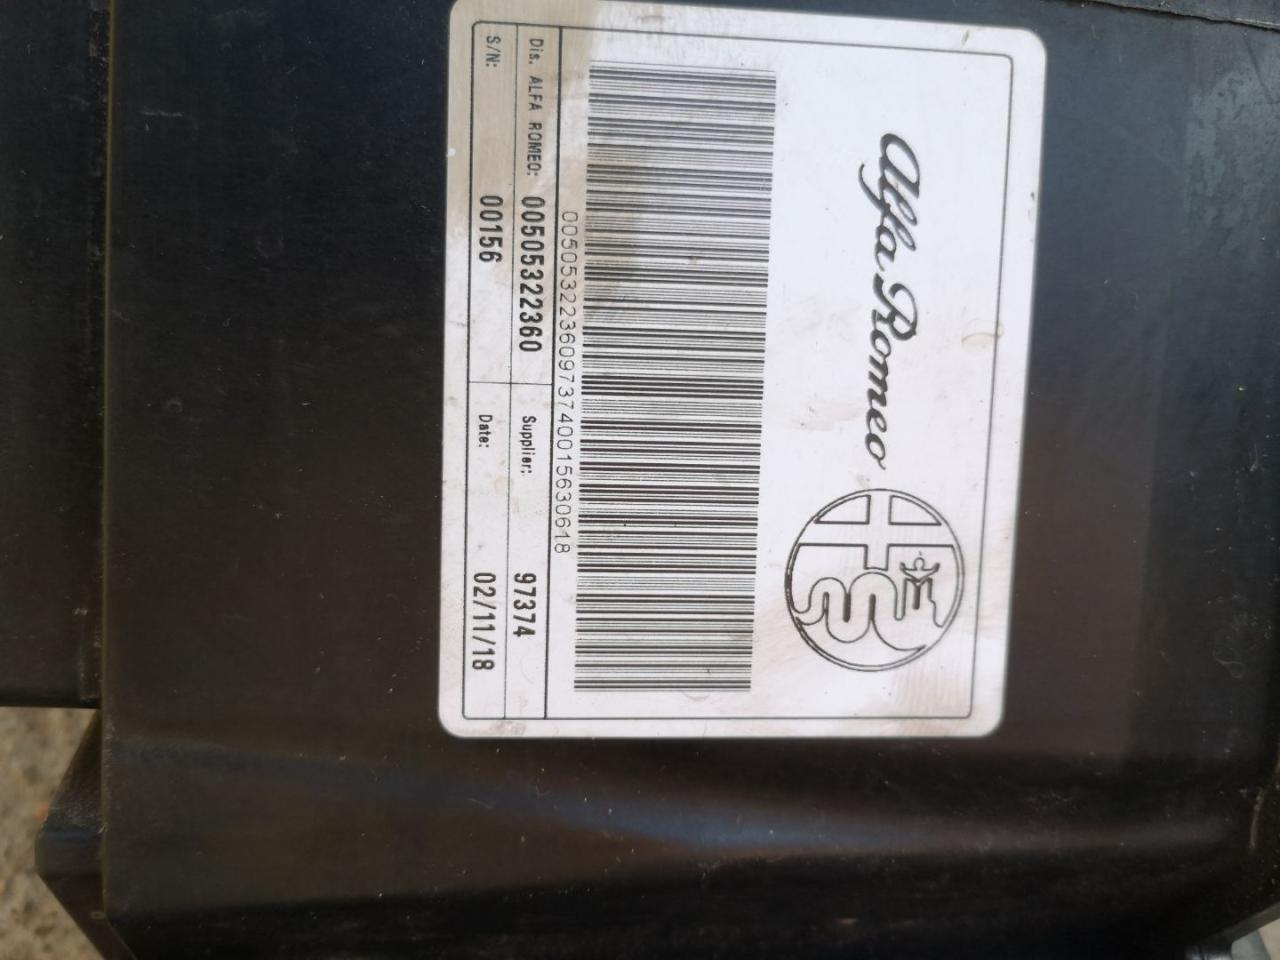 Alfa Romeo
00505322360973740015630618
Dis. ALFA ROMEO: 00505322360 Supplier: 97374
S/N: 00156 Date: 02/11/18